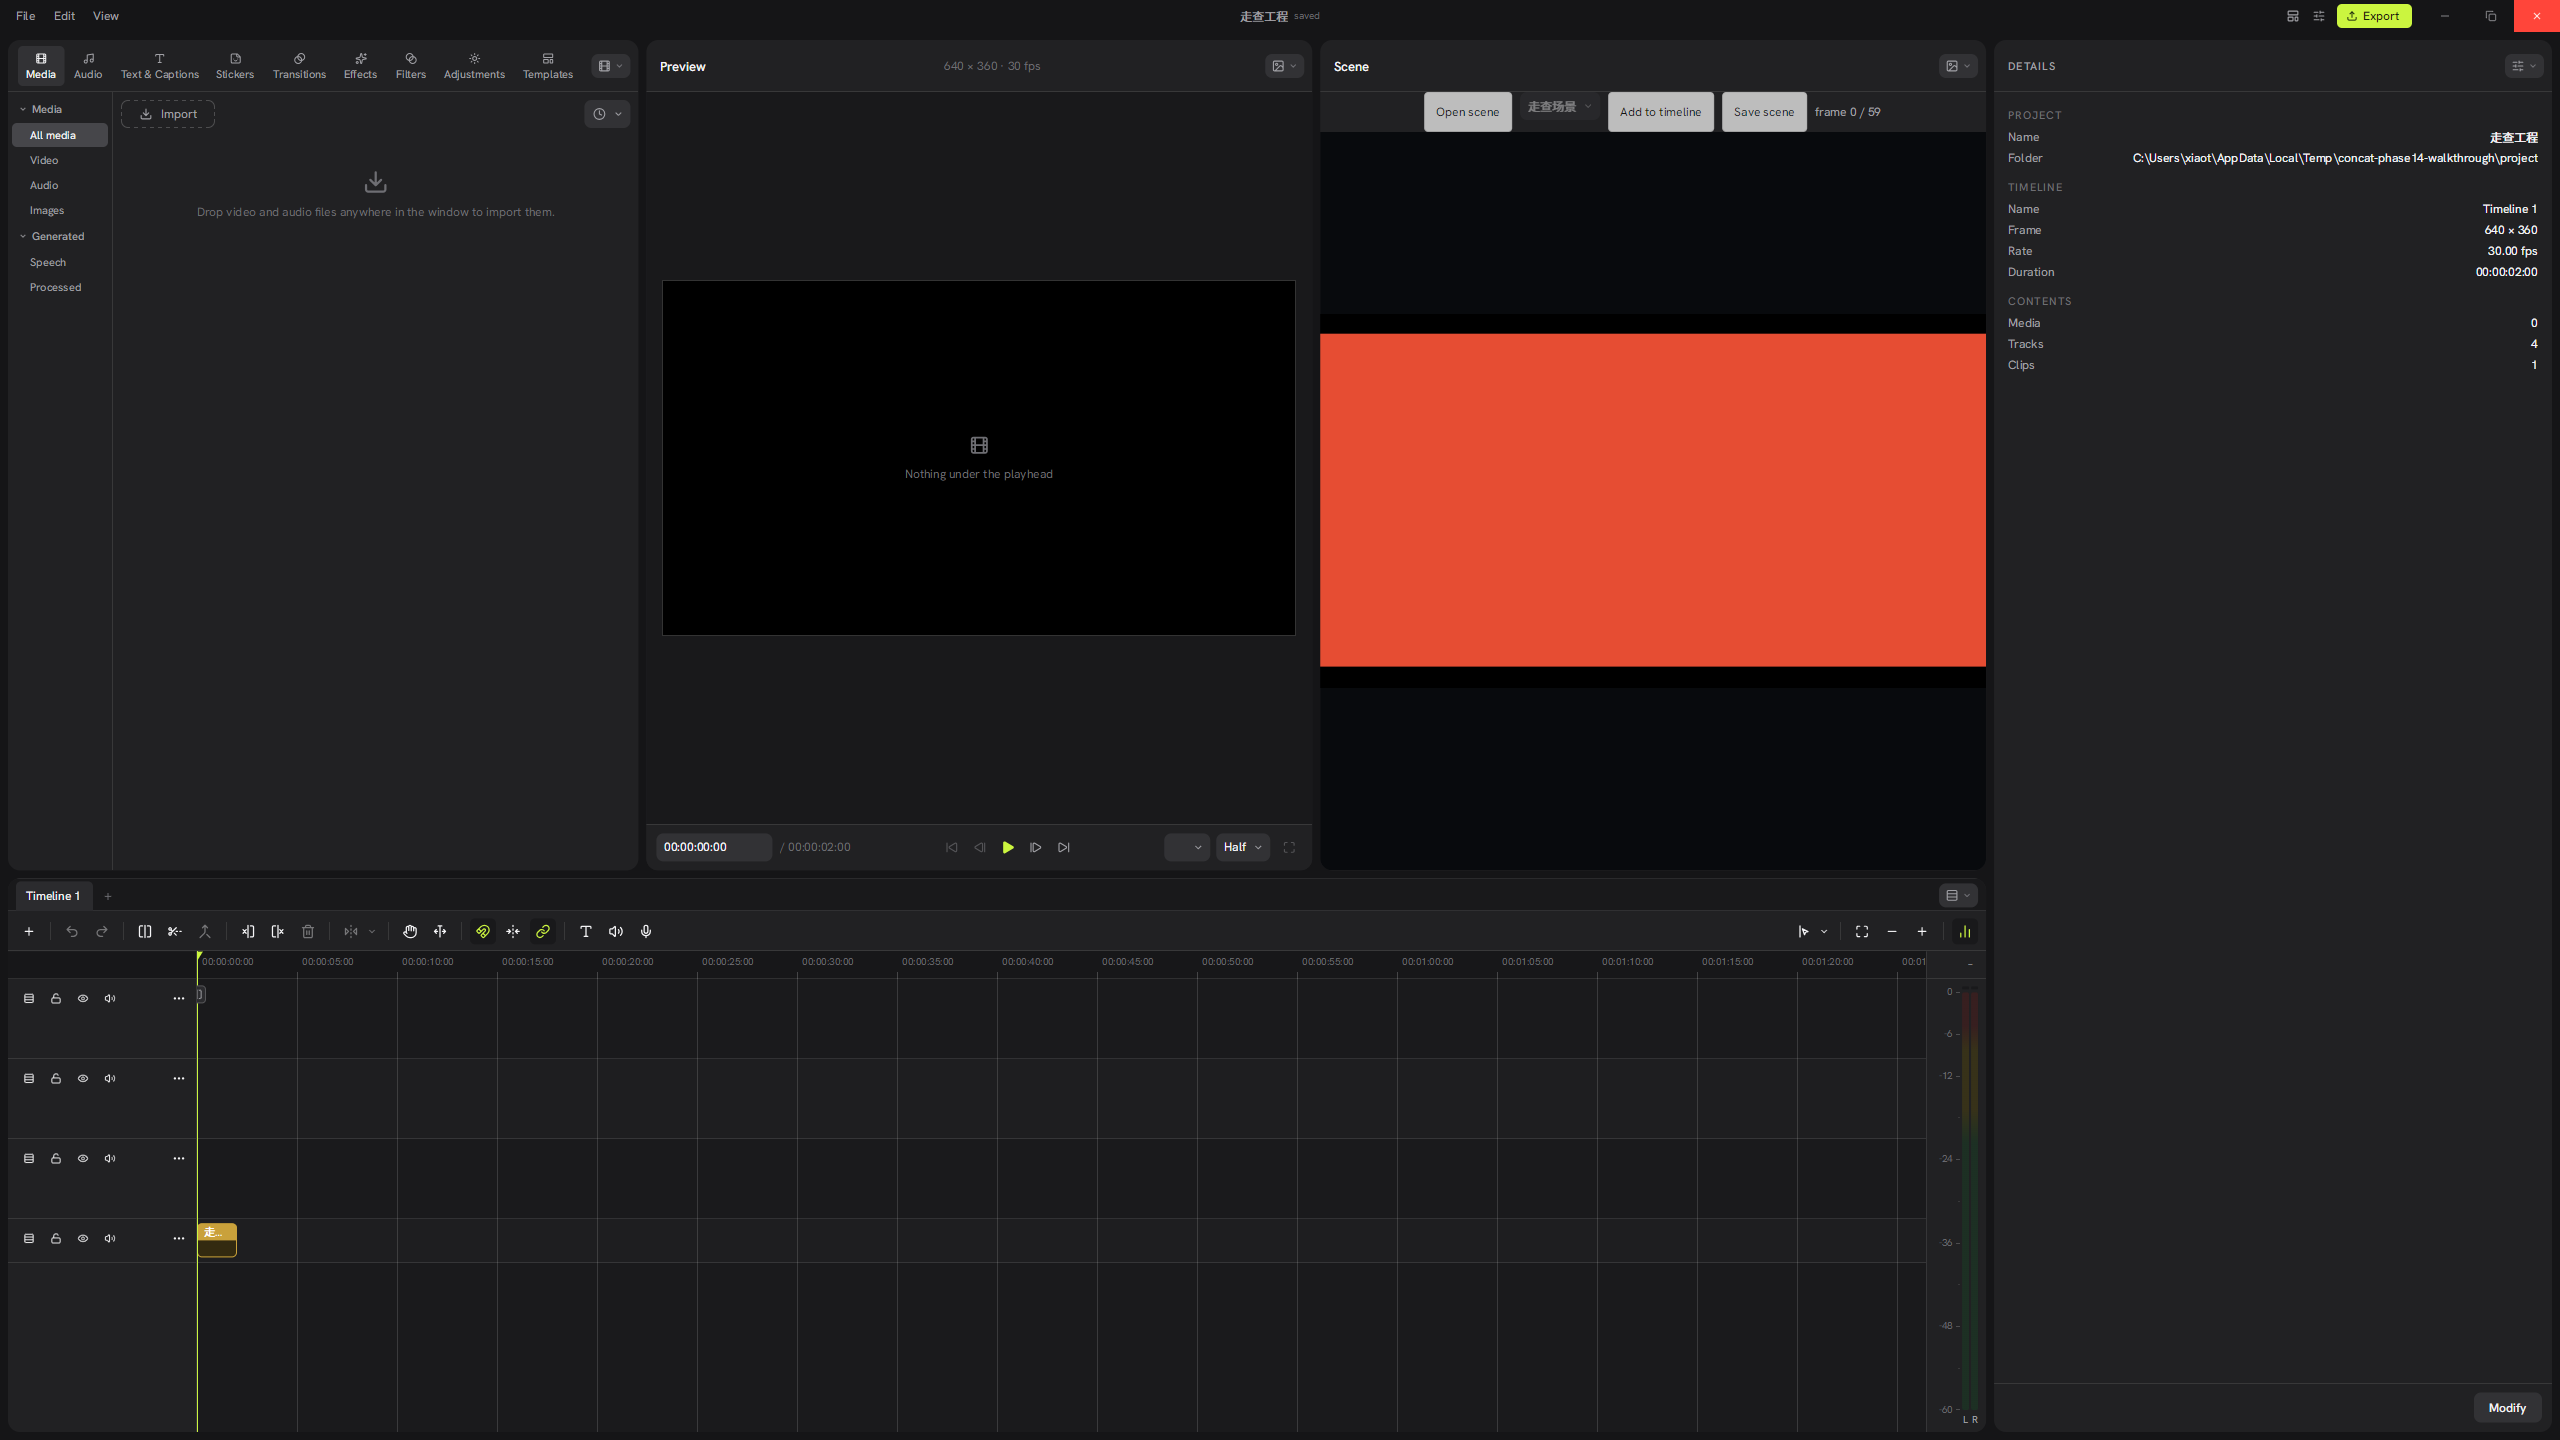 File Edit View
走查工程 saved
Export
Media Audio Text & Captions Stickers Transitions Effects Filters Adjustments Templates
Media
All media
Video
Audio
Images
Generated
Speech
Processed
Import
Drop video and audio files anywhere in the window to import them.
Preview
640 × 360 · 30 fps
Nothing under the playhead
00:00:00:00 / 00:00:02:00
Half
Scene
Open scene 走查场景 Add to timeline Save scene frame 0 / 59
DETAILS
PROJECT
Name 走查工程
Folder C:\Users\xiaot\AppData\Local\Temp\concat-phase14-walkthrough\project
TIMELINE
Name Timeline 1
Frame 640 × 360
Rate 30.00 fps
Duration 00:00:02:00
CONTENTS
Media 0
Tracks 4
Clips 1
Modify
Timeline 1 +
00:00:00:00 00:00:05:00 00:00:10:00 00:00:15:00 00:00:20:00 00:00:25:00 00:00:30:00 00:00:35:00 00:00:40:00 00:00:45:00 00:00:50:00 00:00:55:00 00:01:00:00 00:01:05:00 00:01:10:00 00:01:15:00 00:01:20:00 00:01
走...
0
-6
-12
-24
-36
-48
-60
L R